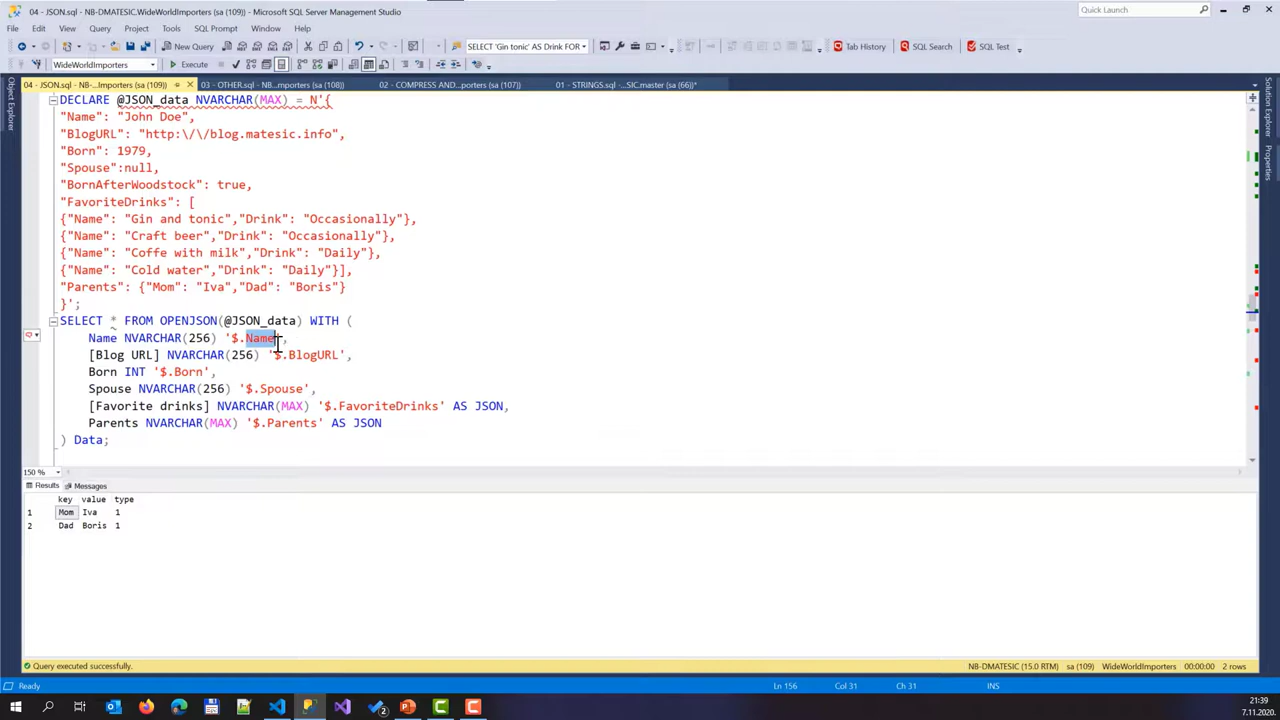 04 - JSON.sql - NB-DMATESIC.WideWorldImporters (sa (109)) - Microsoft SQL Server Management Studio
Quick Launch
File Edit View Query Project Tools SQL Prompt Window Help
New Query SELECT 'Gin tonic' AS Drink FOR Tab History SQL Search SQL Test
WideWorldImporters Execute
04 - JSON.sql - NB-...Importers (sa (109)) 03 - OTHER.sql - NB...mporters (sa (108)) 02 - COMPRESS AND...porters (sa (107)) 01 - STRINGS.sql -...SIC.master (sa (66))*
Object Explorer
Solution Explorer
Properties
DECLARE @JSON_data NVARCHAR(MAX) = N'{
"Name": "John Doe",
"BlogURL": "http:\/\/blog.matesic.info",
"Born": 1979,
"Spouse":null,
"BornAfterWoodstock": true,
"FavoriteDrinks": [
{"Name": "Gin and tonic","Drink": "Occasionally"},
{"Name": "Craft beer","Drink": "Occasionally"},
{"Name": "Coffe with milk","Drink": "Daily"},
{"Name": "Cold water","Drink": "Daily"}],
"Parents": {"Mom": "Iva","Dad": "Boris"}
}';
SELECT * FROM OPENJSON(@JSON_data) WITH (
Name NVARCHAR(256) '$.Name',
[Blog URL] NVARCHAR(256) '$.BlogURL',
Born INT '$.Born',
Spouse NVARCHAR(256) '$.Spouse',
[Favorite drinks] NVARCHAR(MAX) '$.FavoriteDrinks' AS JSON,
Parents NVARCHAR(MAX) '$.Parents' AS JSON
) Data;
150 %
Results Messages
key value type
1 Mom Iva 1
2 Dad Boris 1
Query executed successfully. NB-DMATESIC (15.0 RTM) sa (109) WideWorldImporters 00:00:00 2 rows
Ready Ln 156 Col 31 Ch 31 INS
21:39
7.11.2020.